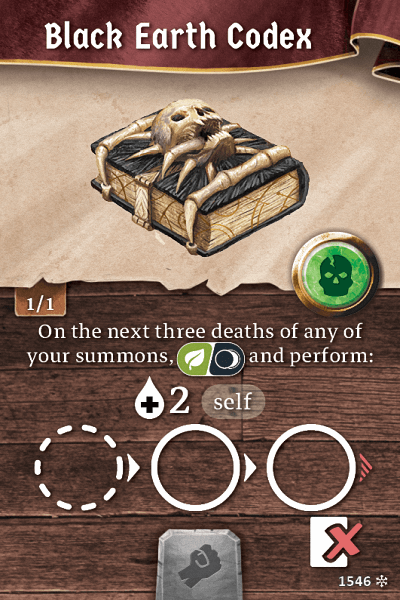 Black Earth Codex
1/1
On the next three deaths of any of
your summons, and perform:
2 self
1546